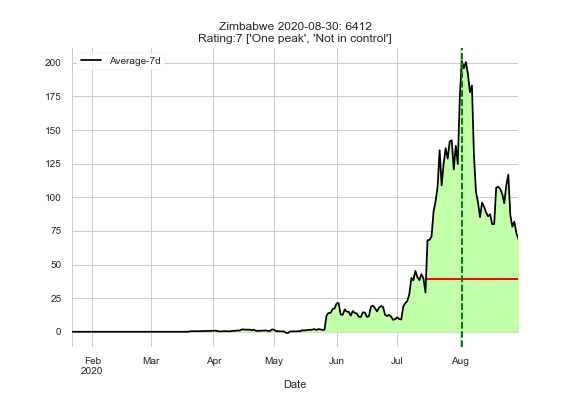 Zimbabwe 2020-08-30: 6412
Rating:7 ['One peak', 'Not in control']
Average-7d
200
175
150
125
100
75
50
25
0
Feb
2020
Mar
Apr
May
Jun
Jul
Aug
Date